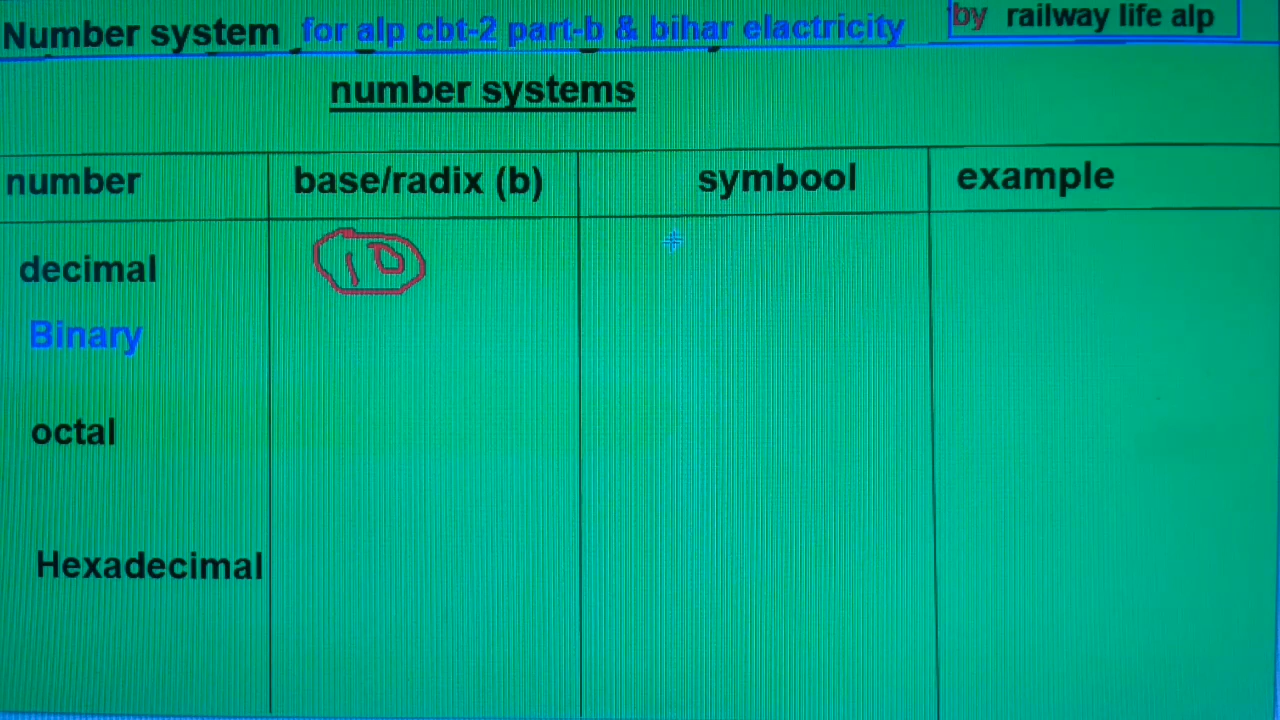 Number system for alp cbt-2 part-b & bihar elactricity by railway life alp
number systems
number base/radix (b) symbool example
decimal 10
Binary
octal
Hexadecimal